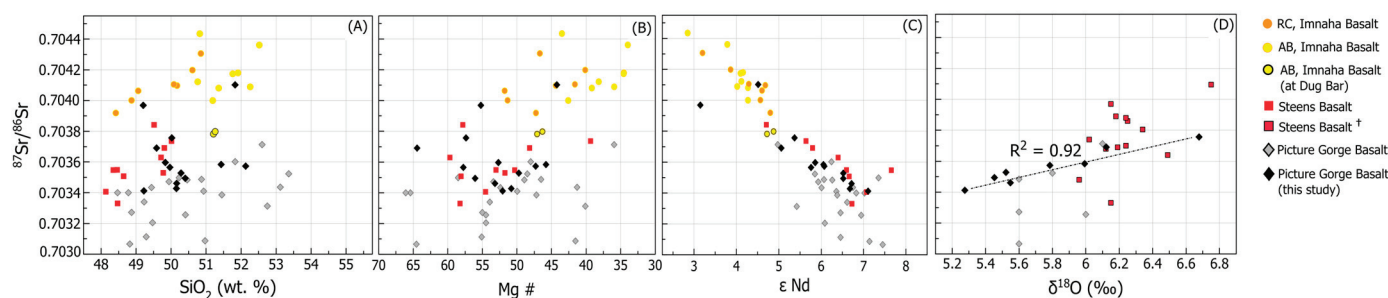 (A)
(B)
(C)
(D)
⁸⁷Sr/⁸⁶Sr
0.7044
0.7042
0.7040
0.7038
0.7036
0.7034
0.7032
0.7030
48 49 50 51 52 53 54 55
SiO₂ (wt. %)
70 65 60 55 50 45 40 35 30
Mg #
3 4 5 6 7 8
ε Nd
R² = 0.92
5.2 5.4 5.6 5.8 6.0 6.2 6.4 6.6 6.8
δ¹⁸O (‰)
RC, Imnaha Basalt
AB, Imnaha Basalt
AB, Imnaha Basalt
(at Dug Bar)
Steens Basalt
Steens Basalt †
Picture Gorge Basalt
Picture Gorge Basalt
(this study)